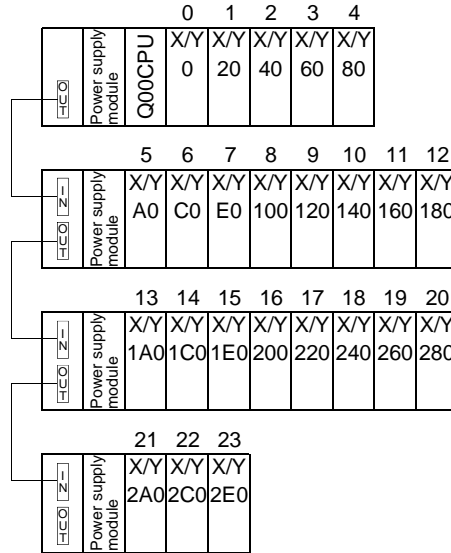 0 1 2 3 4
OUT Power supply module Q00CPU X/Y 0 X/Y 20 X/Y 40 X/Y 60 X/Y 80
5 6 7 8 9 10 11 12
IN OUT Power supply module X/Y A0 X/Y C0 X/Y E0 X/Y 100 X/Y 120 X/Y 140 X/Y 160 X/Y 180
13 14 15 16 17 18 19 20
IN OUT Power supply module X/Y 1A0 X/Y 1C0 X/Y 1E0 X/Y 200 X/Y 220 X/Y 240 X/Y 260 X/Y 280
21 22 23
IN OUT Power supply module X/Y 2A0 X/Y 2C0 X/Y 2E0